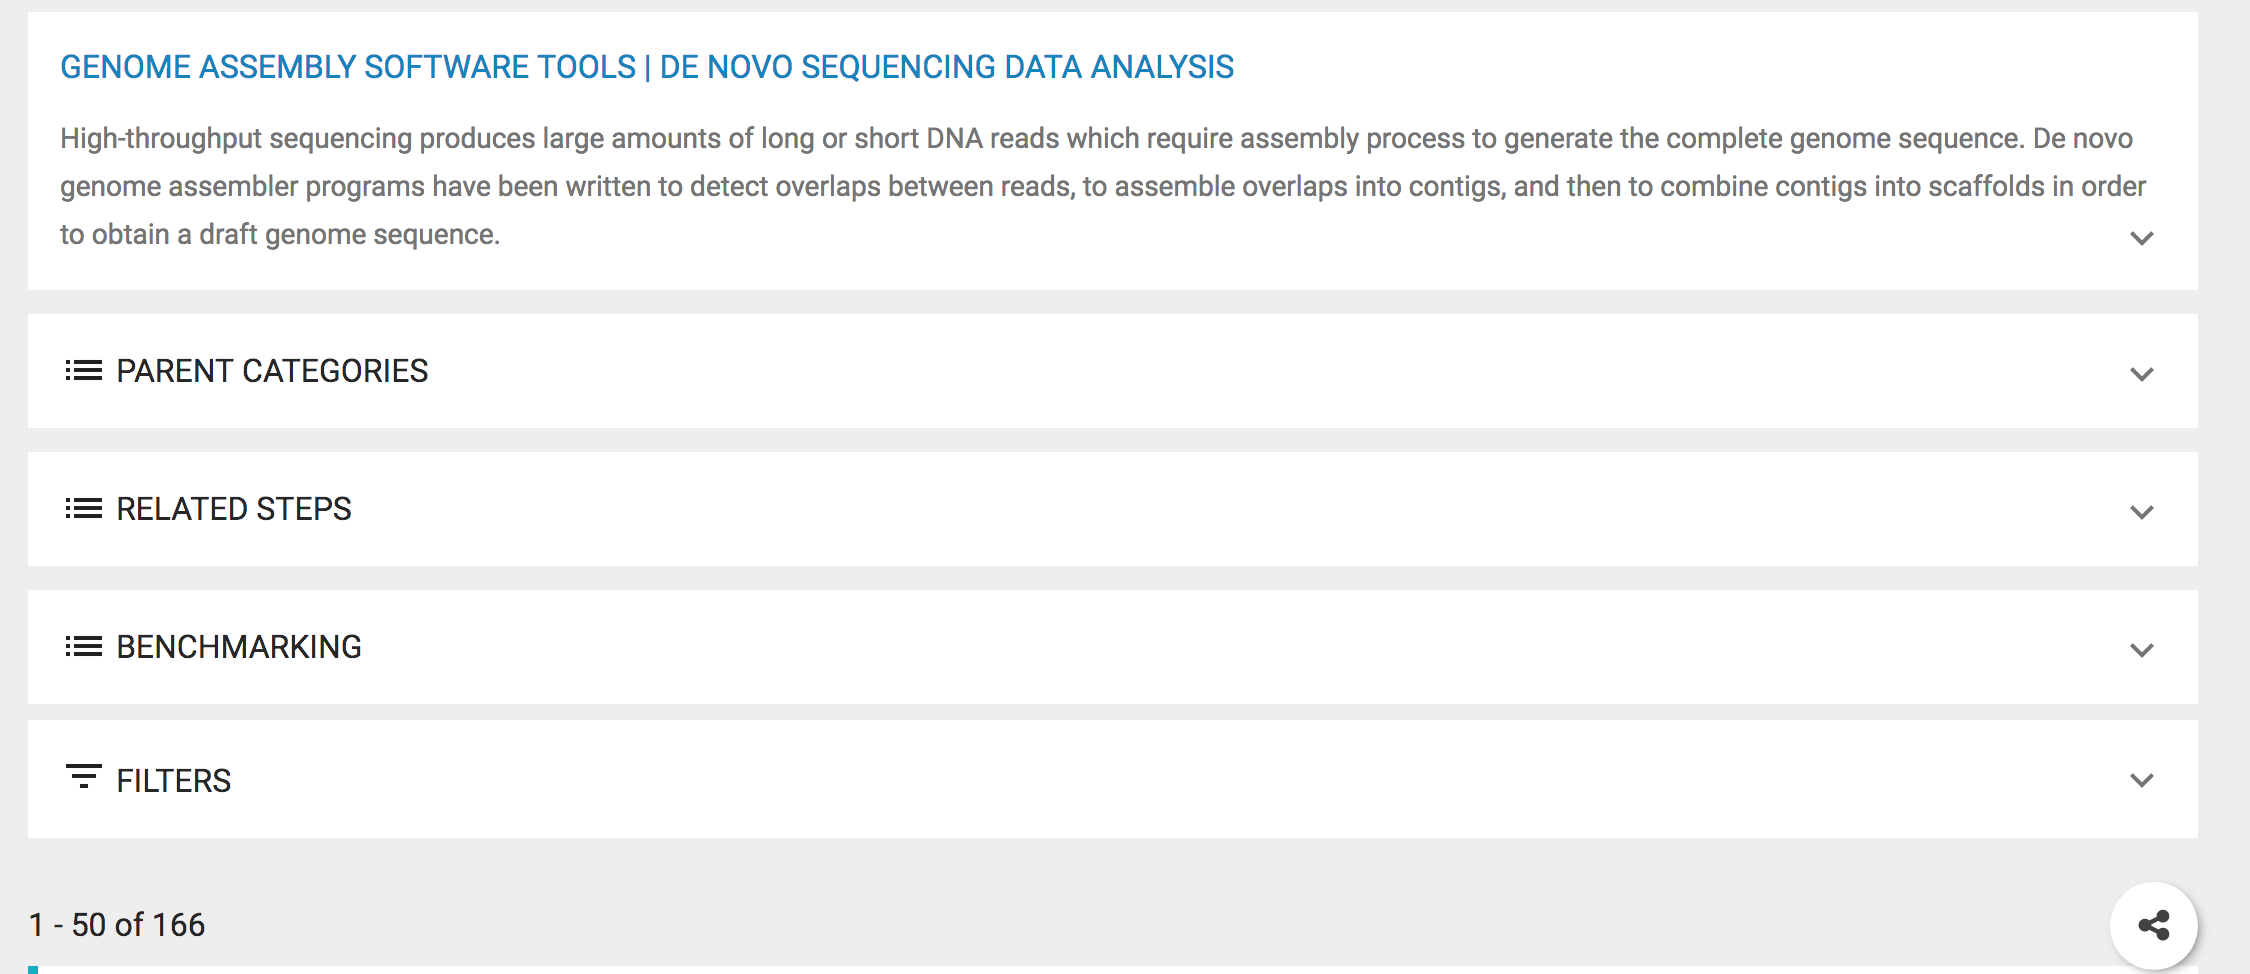 GENOME ASSEMBLY SOFTWARE TOOLS | DE NOVO SEQUENCING DATA ANALYSIS
High-throughput sequencing produces large amounts of long or short DNA reads which require assembly process to generate the complete genome sequence. De novo
genome assembler programs have been written to detect overlaps between reads, to assemble overlaps into contigs, and then to combine contigs into scaffolds in order
to obtain a draft genome sequence.
PARENT CATEGORIES
RELATED STEPS
BENCHMARKING
FILTERS
1 - 50 of 166